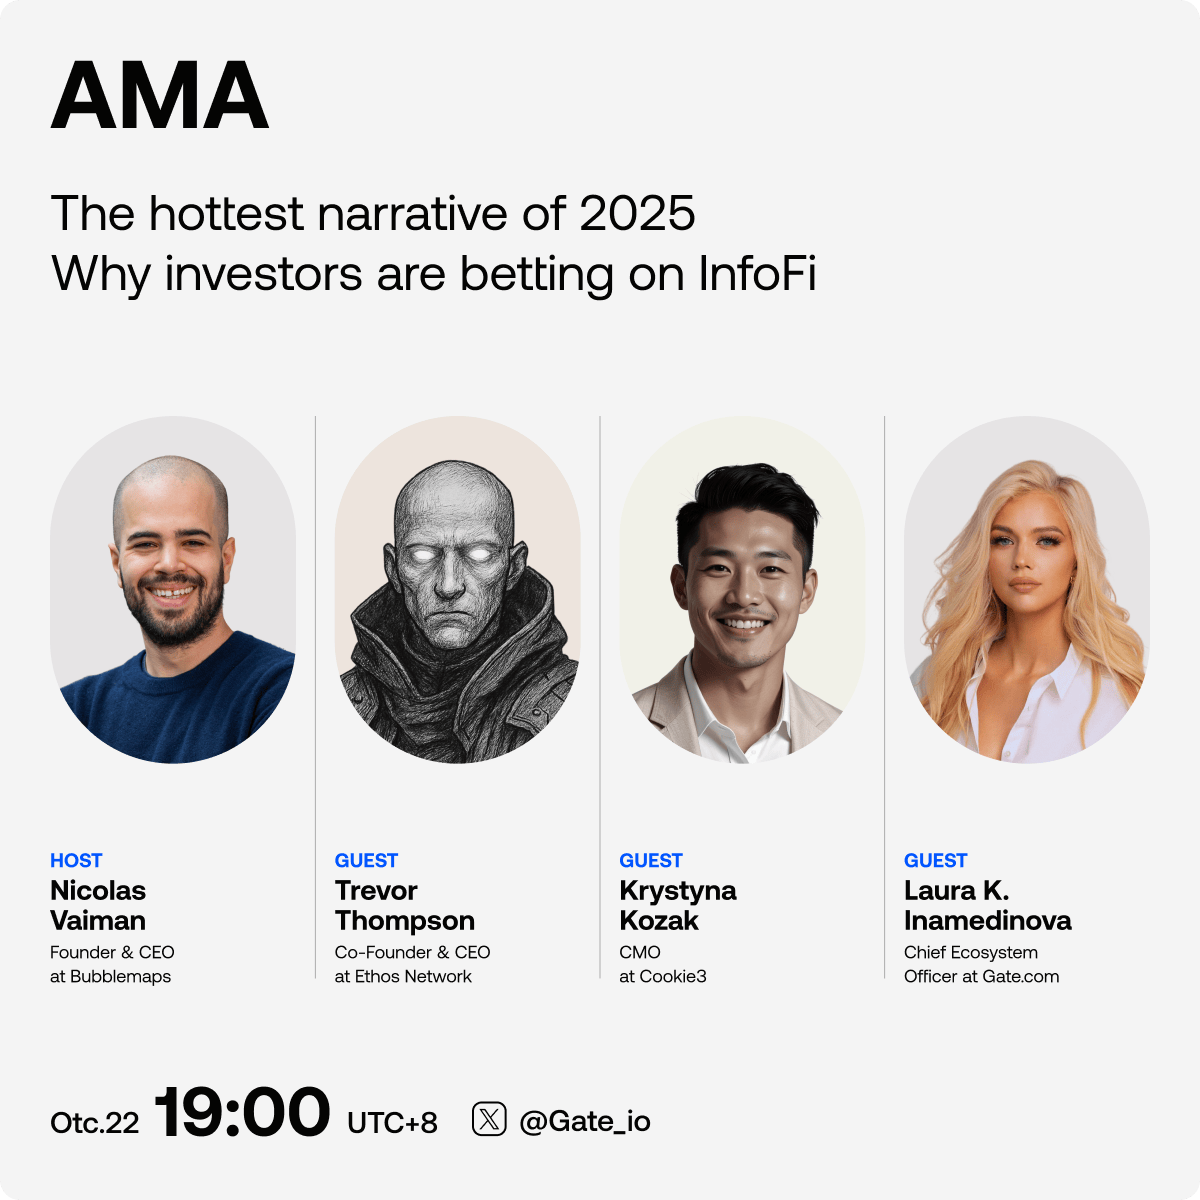 AMA
The hottest narrative of 2025
Why investors are betting on InfoFi
HOST
Nicolas
Vaiman
Founder & CEO
at Bubblemaps
GUEST
Trevor
Thompson
Co-Founder & CEO
at Ethos Network
GUEST
Krystyna
Kozak
CMO
at Cookie3
GUEST
Laura K.
Inamedinova
Chief Ecosystem
Officer at Gate.com
Otc.22 19:00 UTC+8 @Gate_io